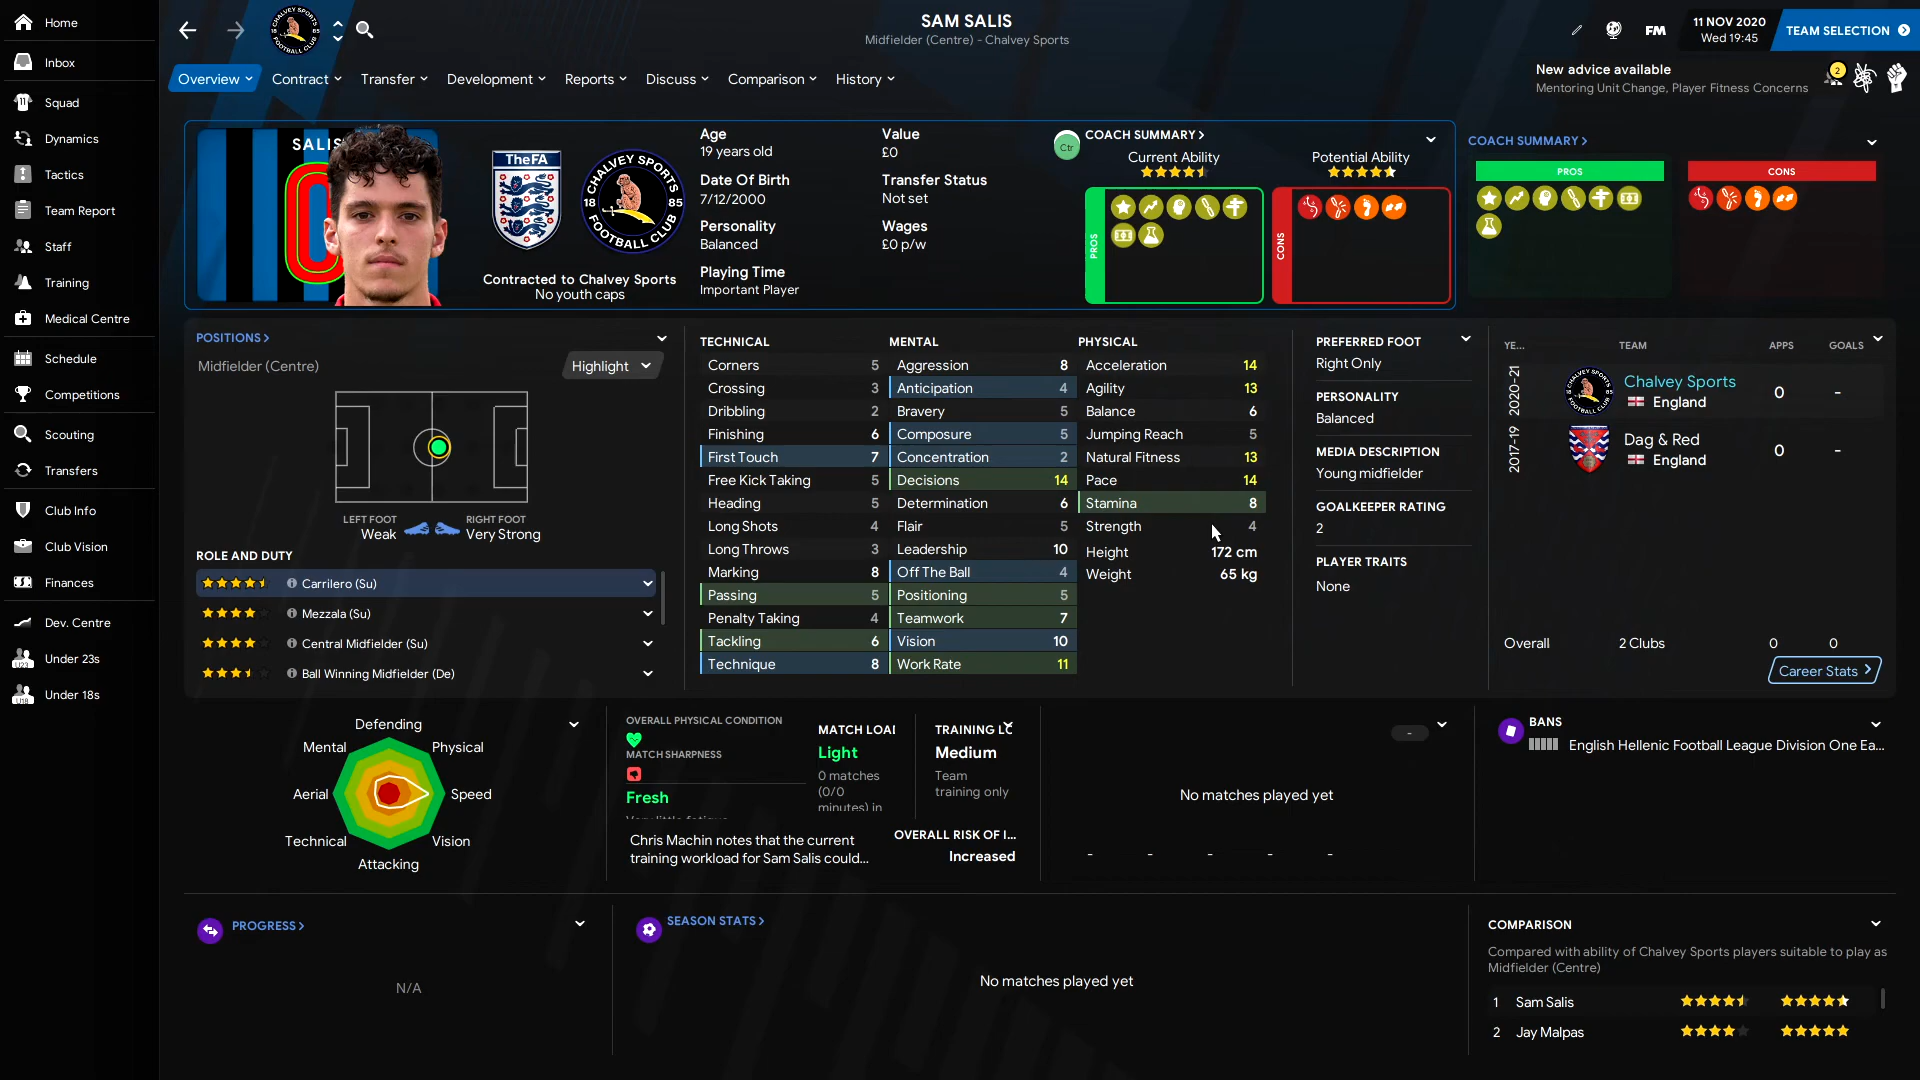 Home
Inbox
Squad
Dynamics
Tactics
Team Report
Staff
Training
Medical Centre
Schedule
Competitions
Scouting
Transfers
Club Info
Club Vision
Finances
Dev. Centre
Under 23s
Under 18s
CHALVEY SPORTS
18 85
FOOTBALL CLUB
SAM SALIS
Midfielder (Centre) - Chalvey Sports
FM
11 NOV 2020
Wed 19:45
TEAM SELECTION
Overview
Contract
Transfer
Development
Reports
Discuss
Comparison
History
New advice available
Mentoring Unit Change, Player Fitness Concerns
2
SALIS
TheFA
CHALVEY SPORTS
18 85
FOOTBALL CLUB
Contracted to Chalvey Sports
No youth caps
Age
19 years old
Date Of Birth
7/12/2000
Personality
Balanced
Playing Time
Important Player
Value
£0
Transfer Status
Not set
Wages
£0 p/w
Ctr
COACH SUMMARY
Current Ability
Potential Ability
PROS
CONS
COACH SUMMARY
PROS
CONS
POSITIONS
Midfielder (Centre)
Highlight
LEFT FOOT
Weak
RIGHT FOOT
Very Strong
ROLE AND DUTY
Carrilero (Su)
Mezzala (Su)
Central Midfielder (Su)
Ball Winning Midfielder (De)
TECHNICAL
Corners 5
Crossing 3
Dribbling 2
Finishing 6
First Touch 7
Free Kick Taking 5
Heading 5
Long Shots 4
Long Throws 3
Marking 8
Passing 5
Penalty Taking 4
Tackling 6
Technique 8
MENTAL
Aggression 8
Anticipation 4
Bravery 5
Composure 5
Concentration 2
Decisions 14
Determination 6
Flair 5
Leadership 10
Off The Ball 4
Positioning 5
Teamwork 7
Vision 10
Work Rate 11
PHYSICAL
Acceleration 14
Agility 13
Balance 6
Jumping Reach 5
Natural Fitness 13
Pace 14
Stamina 8
Strength 4
Height 172 cm
Weight 65 kg
PREFERRED FOOT
Right Only
PERSONALITY
Balanced
MEDIA DESCRIPTION
Young midfielder
GOALKEEPER RATING
2
PLAYER TRAITS
None
YE... TEAM APPS GOALS
2020-21 Chalvey Sports 0 -
England
2017-19 Dag & Red 0 -
England
Overall 2 Clubs 0 0
Career Stats
Defending
Mental
Physical
Aerial
Speed
Technical
Vision
Attacking
OVERALL PHYSICAL CONDITION
MATCH SHARPNESS
Fresh
MATCH LOAI
Light
0 matches
(0/0
minutes) in
TRAINING LC
Medium
Team
training only
Chris Machin notes that the current
training workload for Sam Salis could...
OVERALL RISK OF I...
Increased
-
No matches played yet
- - - - -
BANS
English Hellenic Football League Division One Ea...
PROGRESS
N/A
SEASON STATS
No matches played yet
COMPARISON
Compared with ability of Chalvey Sports players suitable to play as
Midfielder (Centre)
1 Sam Salis
2 Jay Malpas